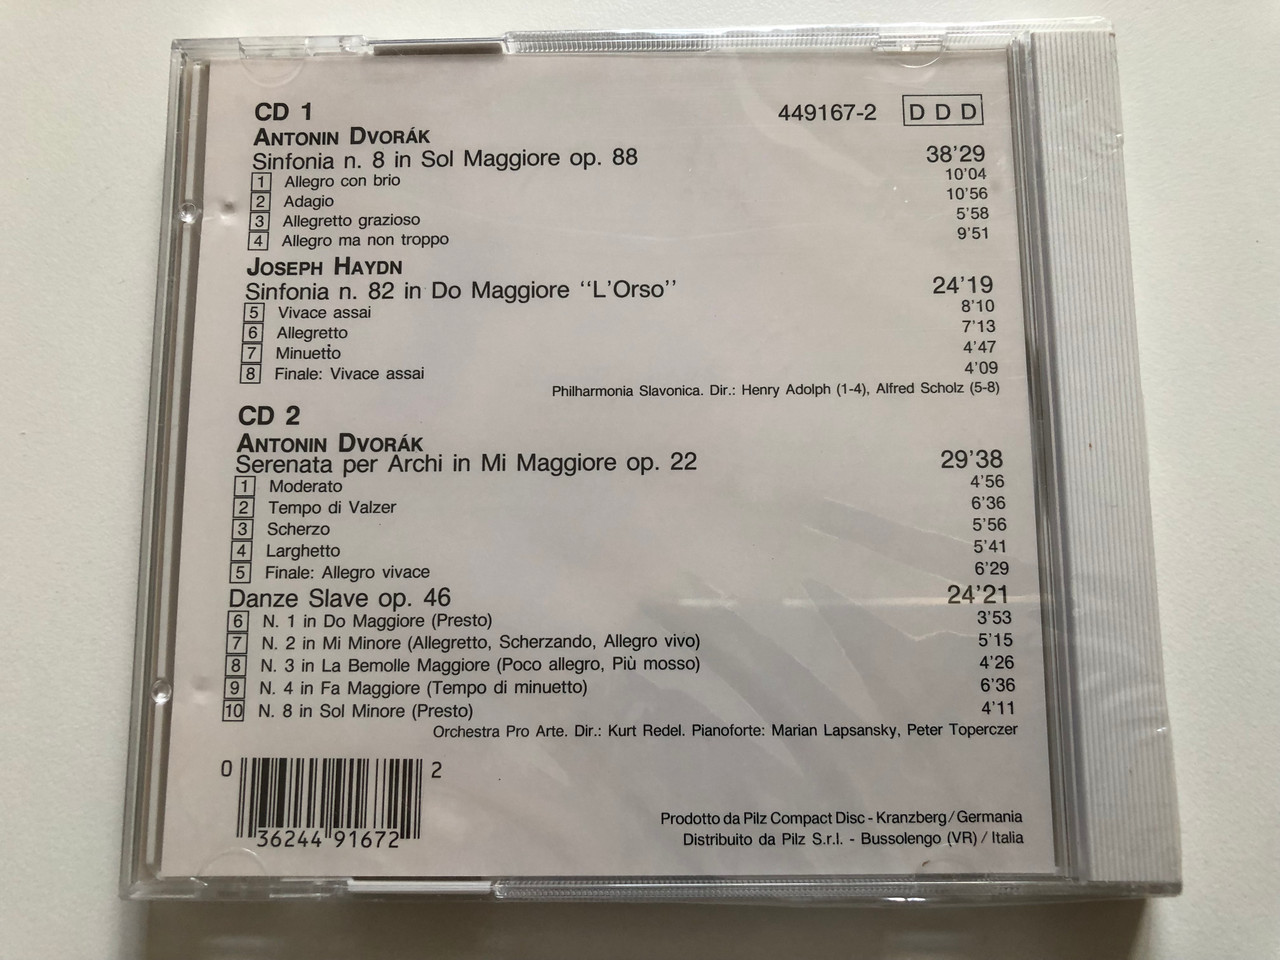 CD 1 449167-2 D D D
ANTONIN DVORÁK
Sinfonia n. 8 in Sol Maggiore op. 88 38'29
1 Allegro con brio 10'04
2 Adagio 10'56
3 Allegretto grazioso 5'58
4 Allegro ma non troppo 9'51
JOSEPH HAYDN
Sinfonia n. 82 in Do Maggiore "L'Orso" 24'19
5 Vivace assai 8'10
6 Allegretto 7'13
7 Minuetto 4'47
8 Finale: Vivace assai 4'09
Philharmonia Slavonica. Dir.: Henry Adolph (1-4), Alfred Scholz (5-8)
CD 2
ANTONIN DVORÁK
Serenata per Archi in Mi Maggiore op. 22 29'38
1 Moderato 4'56
2 Tempo di Valzer 6'36
3 Scherzo 5'56
4 Larghetto 5'41
5 Finale: Allegro vivace 6'29
Danze Slave op. 46 24'21
6 N. 1 in Do Maggiore (Presto) 3'53
7 N. 2 in Mi Minore (Allegretto, Scherzando, Allegro vivo) 5'15
8 N. 3 in La Bemolle Maggiore (Poco allegro, Più mosso) 4'26
9 N. 4 in Fa Maggiore (Tempo di minuetto) 6'36
10 N. 8 in Sol Minore (Presto) 4'11
Orchestra Pro Arte. Dir.: Kurt Redel. Pianoforte: Marian Lapsansky, Peter Toperczer
0 36244 91672 2
Prodotto da Pilz Compact Disc - Kranzberg/Germania
Distribuito da Pilz S.r.l. - Bussolengo (VR) / Italia